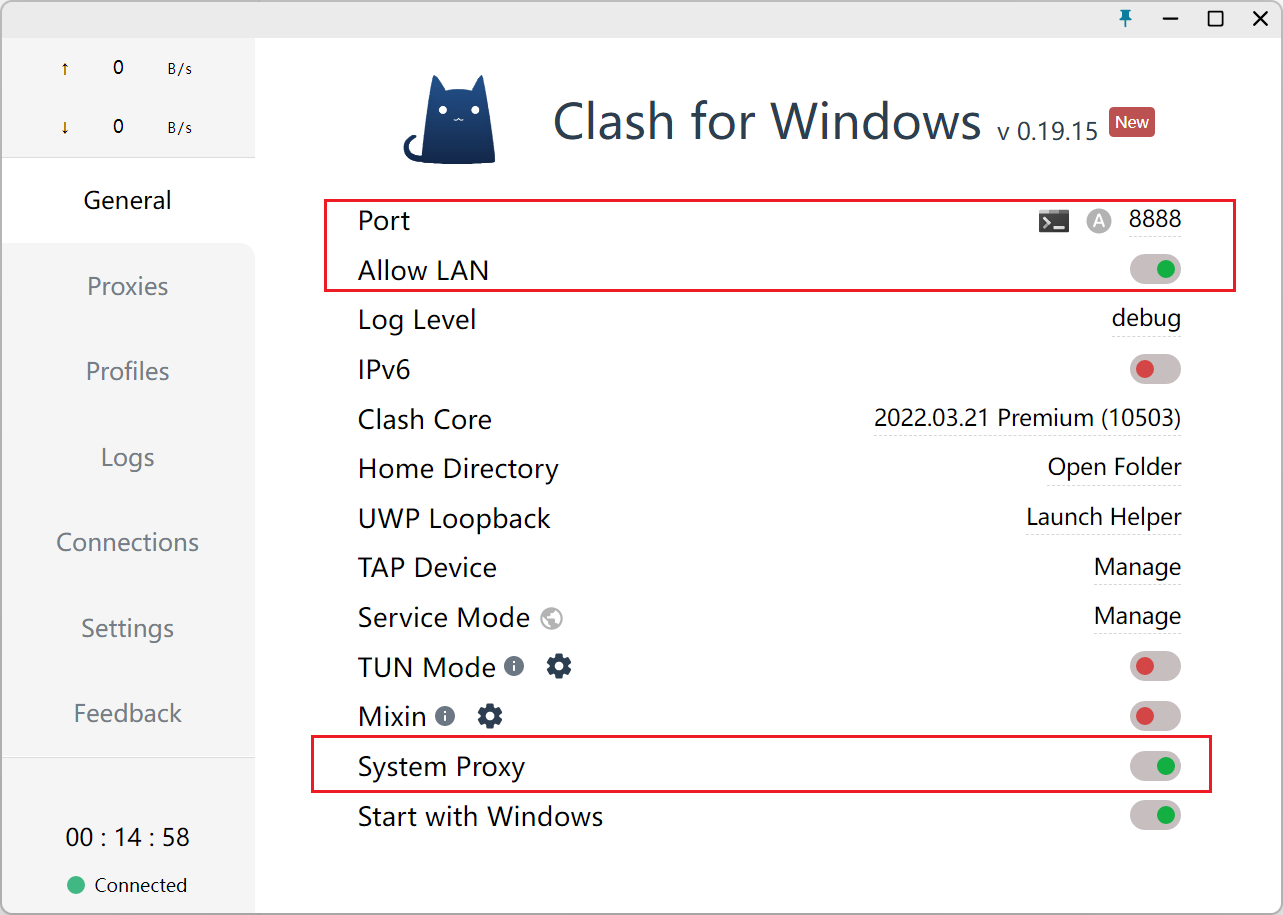 ↑ 0 B/s
↓ 0 B/s
General
Proxies
Profiles
Logs
Connections
Settings
Feedback
00 : 14 : 58
Connected
Clash for Windows v 0.19.15 New
Port A 8888
Allow LAN
Log Level debug
IPv6
Clash Core 2022.03.21 Premium (10503)
Home Directory Open Folder
UWP Loopback Launch Helper
TAP Device Manage
Service Mode Manage
TUN Mode
Mixin
System Proxy
Start with Windows